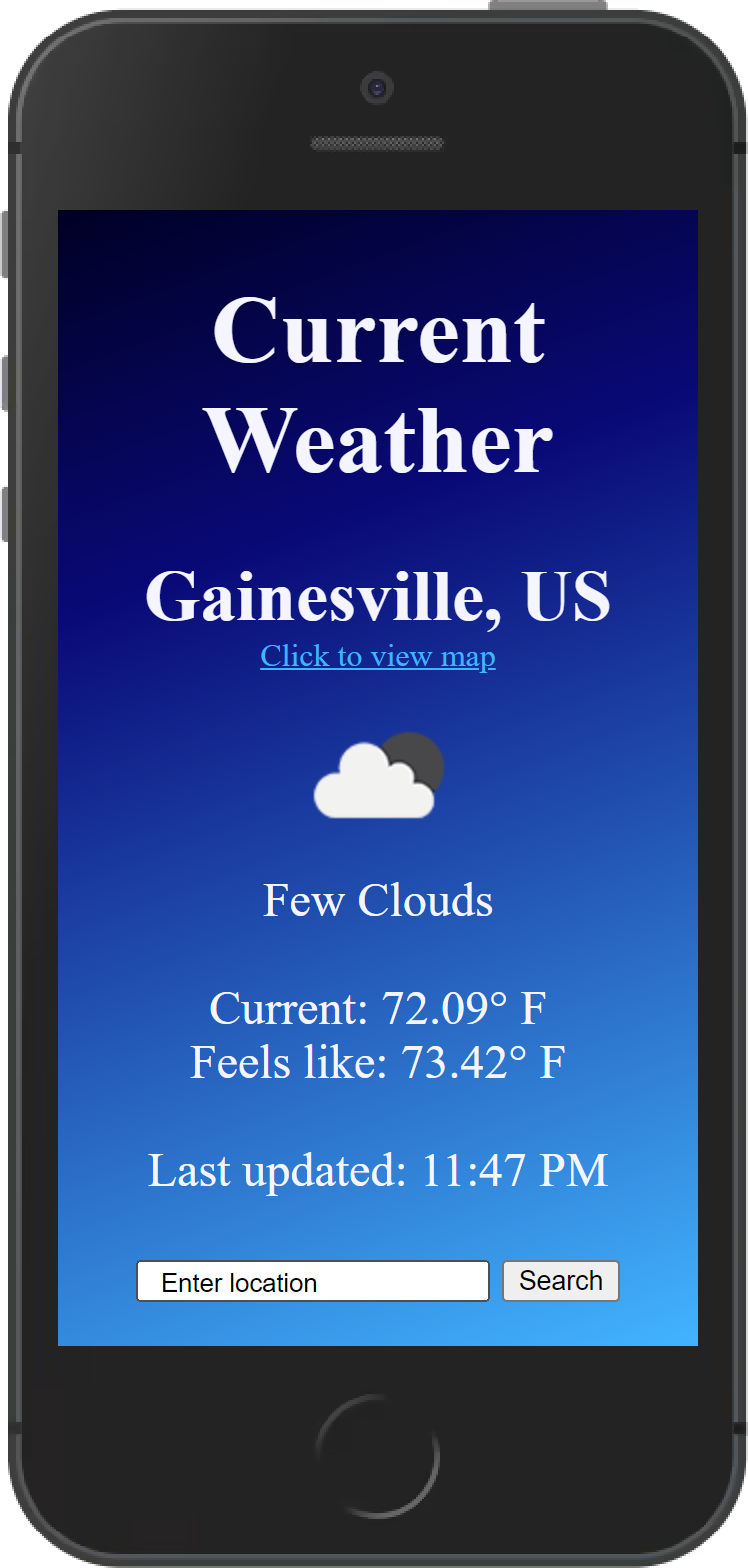 Current
Weather
Gainesville, US
Click to view map
Few Clouds
Current: 72.09° F
Feels like: 73.42° F
Last updated: 11:47 PM
Enter location Search